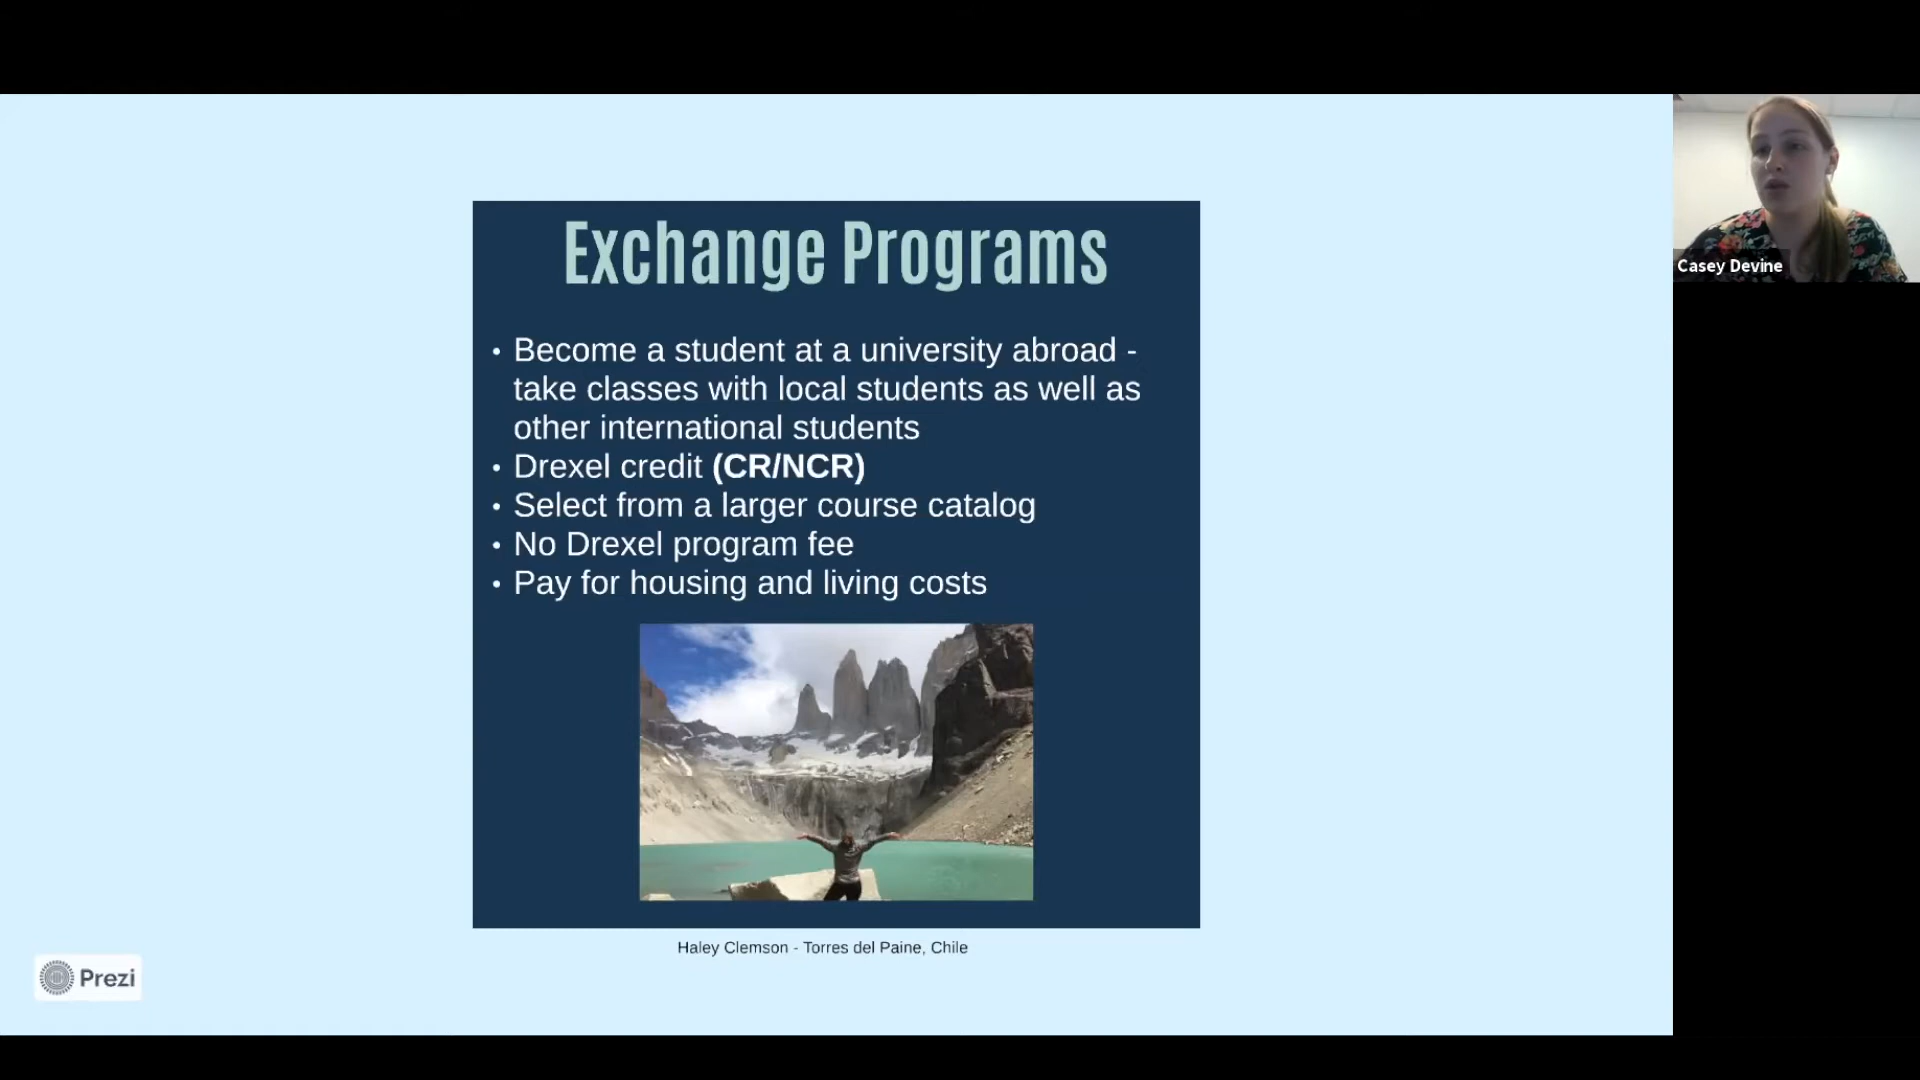 Exchange Programs
• Become a student at a university abroad -
take classes with local students as well as
other international students
• Drexel credit (CR/NCR)
• Select from a larger course catalog
• No Drexel program fee
• Pay for housing and living costs
Haley Clemson - Torres del Paine, Chile
Prezi
Casey Devine